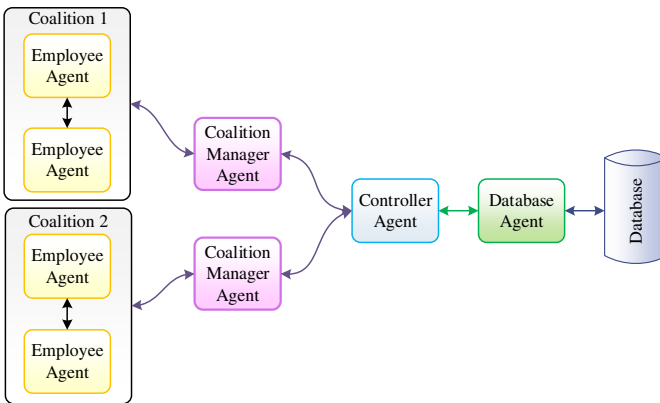 Coalition 1
Employee
Agent
Employee
Agent
Coalition
Manager
Agent
Coalition 2
Employee
Agent
Employee
Agent
Coalition
Manager
Agent
Controller
Agent
Database
Agent
Database